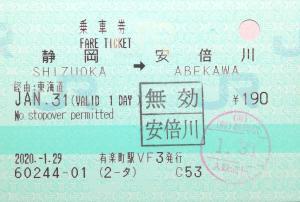 乗車券
FARE TICKET
静岡 → 安倍川
SHIZUOKA ABEKAWA
経由:東海道
JAN.31(VALID 1 DAY) ¥190
No stopover permitted
無効
安倍川
1.31
2020.-1.29 有楽町駅VF3発行
60244-01 (2-タ) C53